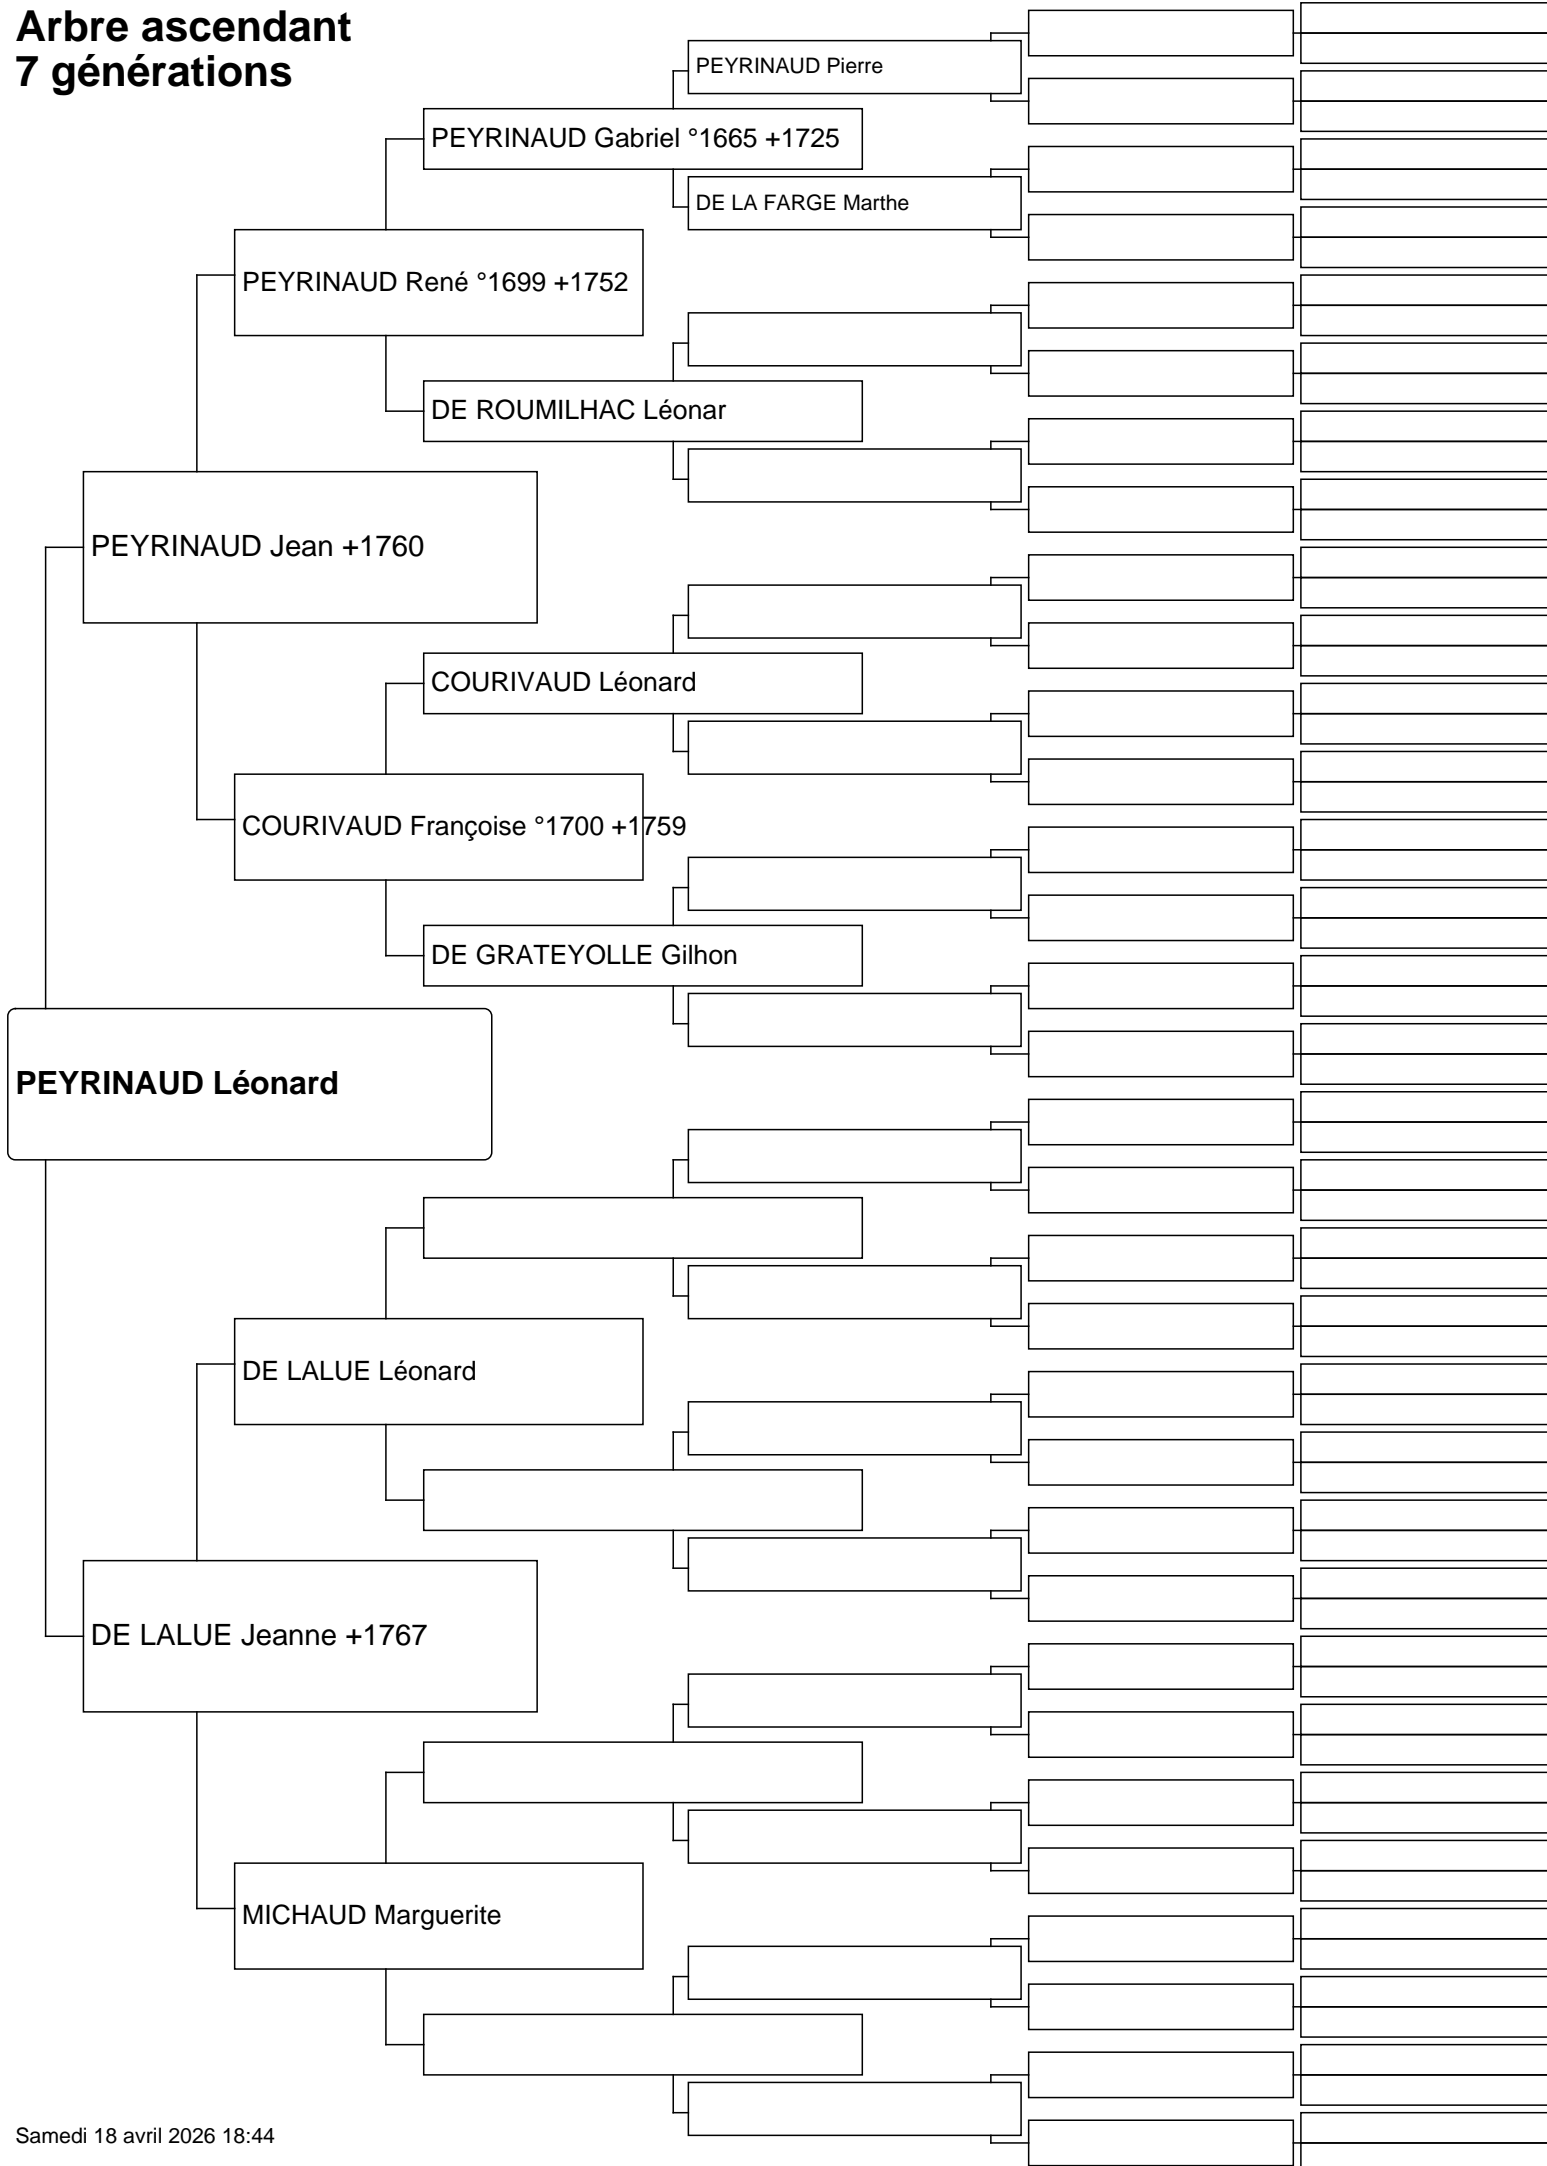 Arbre ascendant
7 générations
PEYRINAUD Pierre
PEYRINAUD Gabriel °1665 +1725
DE LA FARGE Marthe
PEYRINAUD René °1699 +1752
DE ROUMILHAC Léonar
PEYRINAUD Jean +1760
COURIVAUD Léonard
COURIVAUD Françoise °1700 +1759
DE GRATEYOLLE Gilhon
PEYRINAUD Léonard
DE LALUE Léonard
DE LALUE Jeanne +1767
MICHAUD Marguerite
Samedi 18 avril 2026 18:44